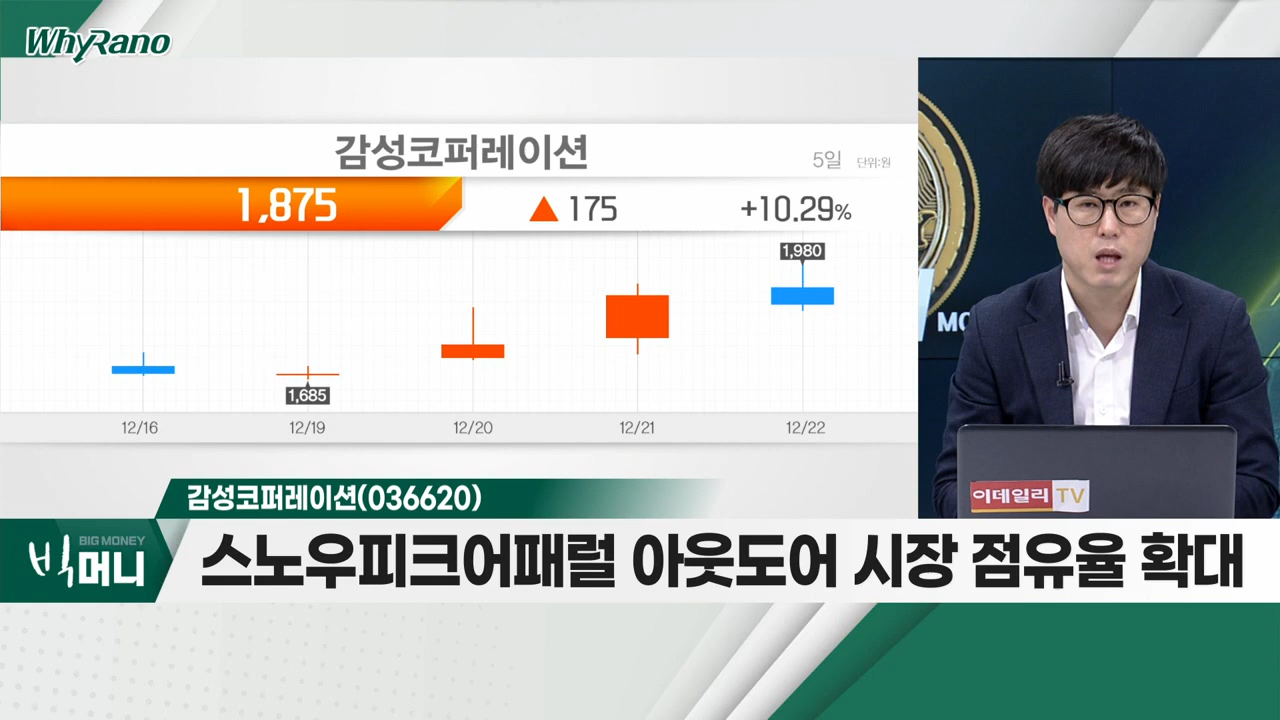 WhyRano
감성코퍼레이션
5일 단위:원
1,875 ▲ 175 +10.29%
1,980
1,685
12/16 12/19 12/20 12/21 12/22
MO
이데일리 TV
감성코퍼레이션(036620)
BIG MONEY
빅머니
스노우피크어패럴 아웃도어 시장 점유율 확대